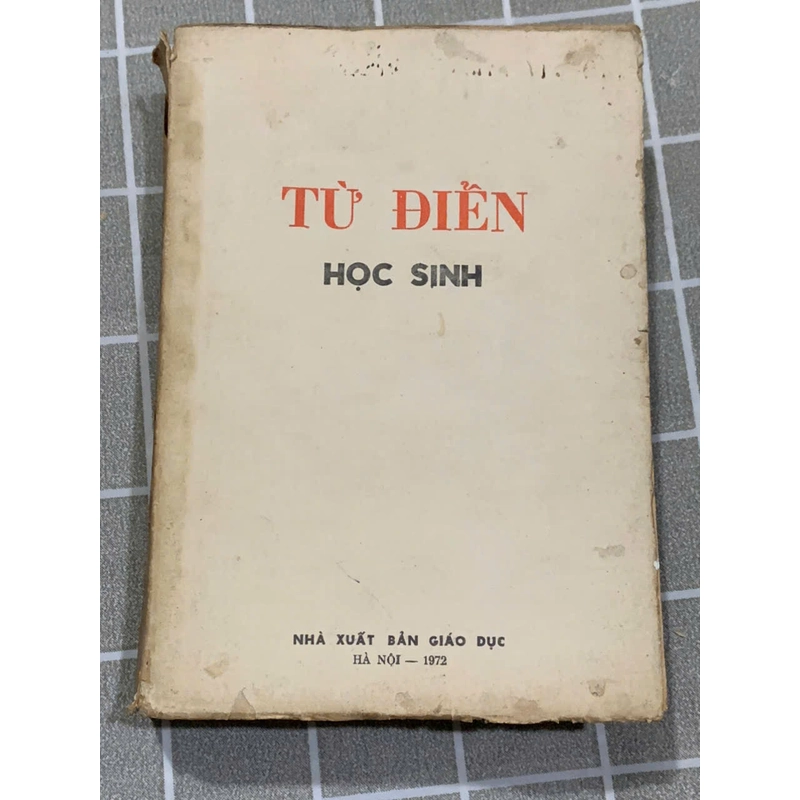 TỪ ĐIỂN
HỌC SINH
NHÀ XUẤT BẢN GIÁO DỤC
HÀ NỘI — 1972